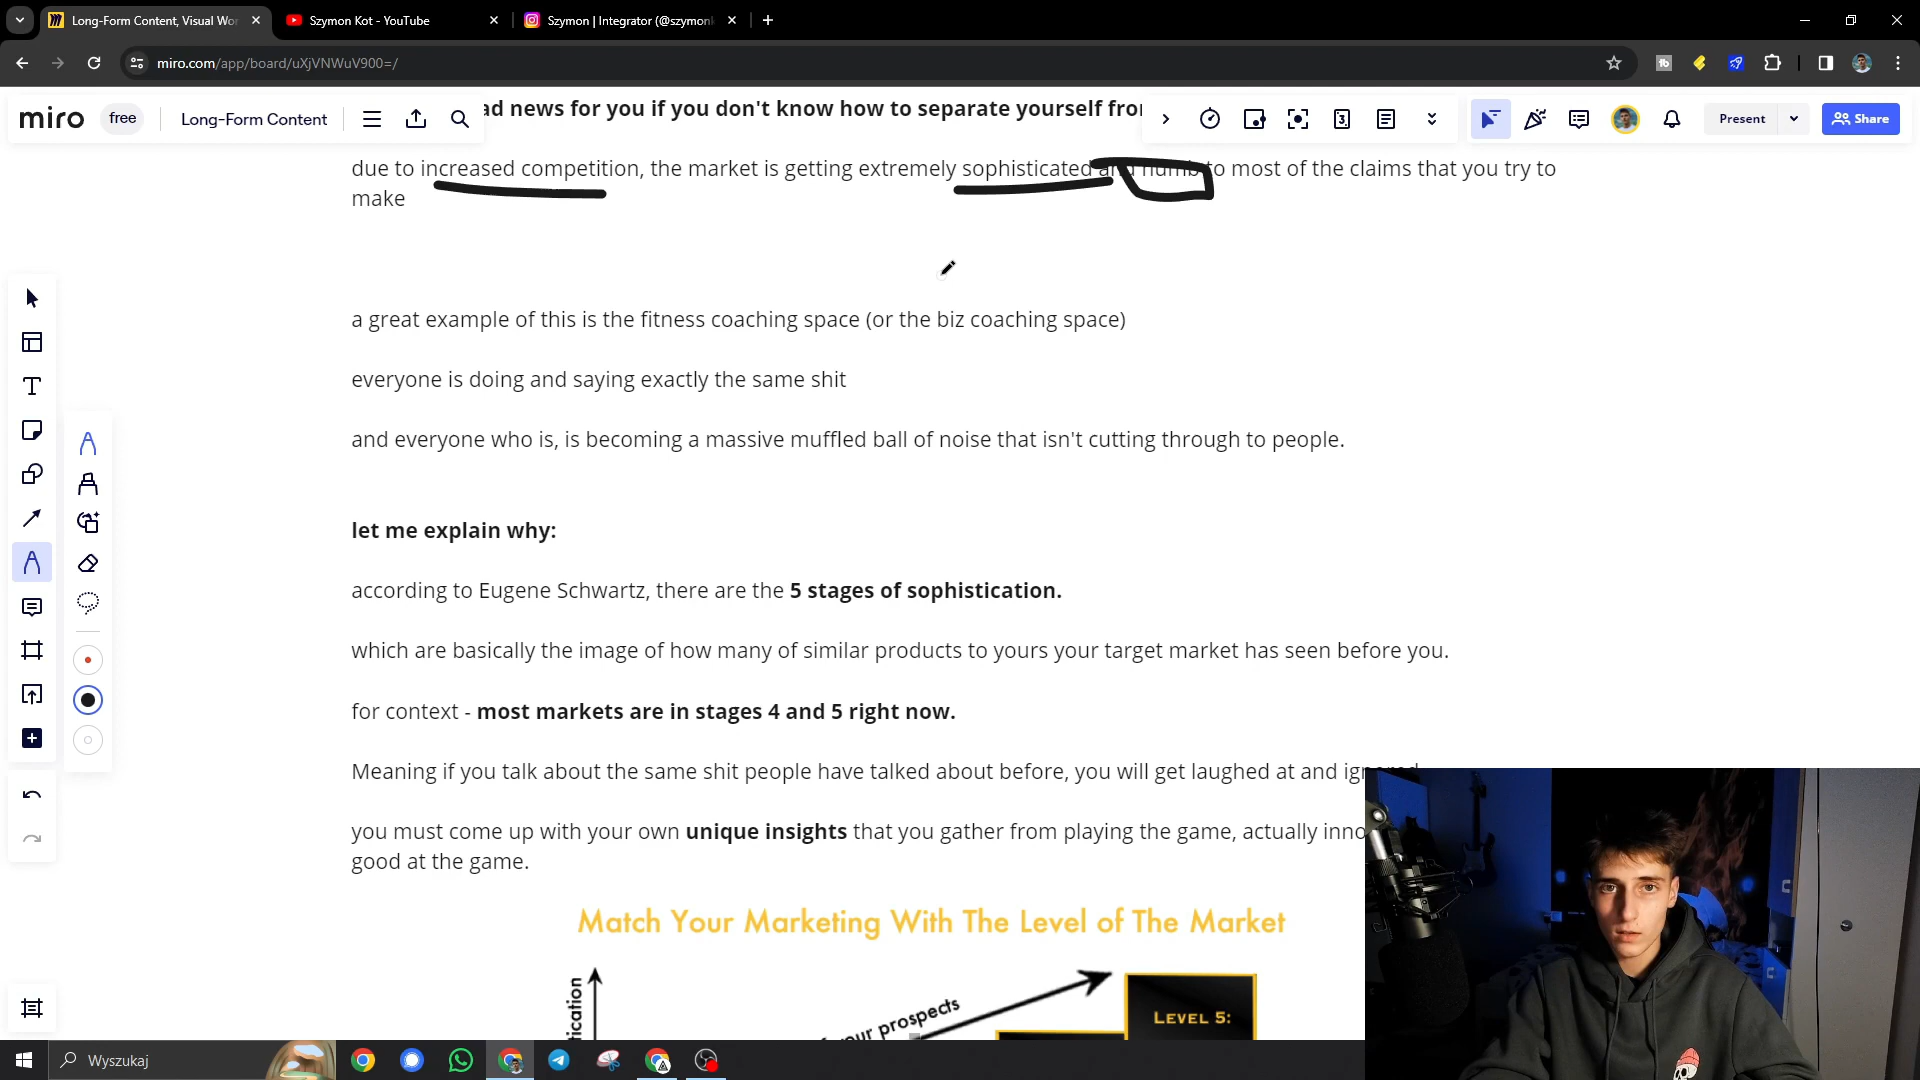 Long-Form Content, Visual Wor
Szymon Kot - YouTube
Szymon | Integrator (@szymonk
miro.com/app/board/uXjVNWuV900=/
miro
free
Long-Form Content
ad news for you if you don't know how to separate yourself from
Present
Share
due to increased competition, the market is getting extremely sophisticated and numb to most of the claims that you try to
make
a great example of this is the fitness coaching space (or the biz coaching space)
everyone is doing and saying exactly the same shit
and everyone who is, is becoming a massive muffled ball of noise that isn't cutting through to people.
let me explain why:
according to Eugene Schwartz, there are the 5 stages of sophistication.
which are basically the image of how many of similar products to yours your target market has seen before you.
for context - most markets are in stages 4 and 5 right now.
Meaning if you talk about the same shit people have talked about before, you will get laughed at and ignored
you must come up with your own unique insights that you gather from playing the game, actually inno
good at the game.
Match Your Marketing With The Level of The Market
tication
our prospects
LEVEL 5:
Wyszukaj